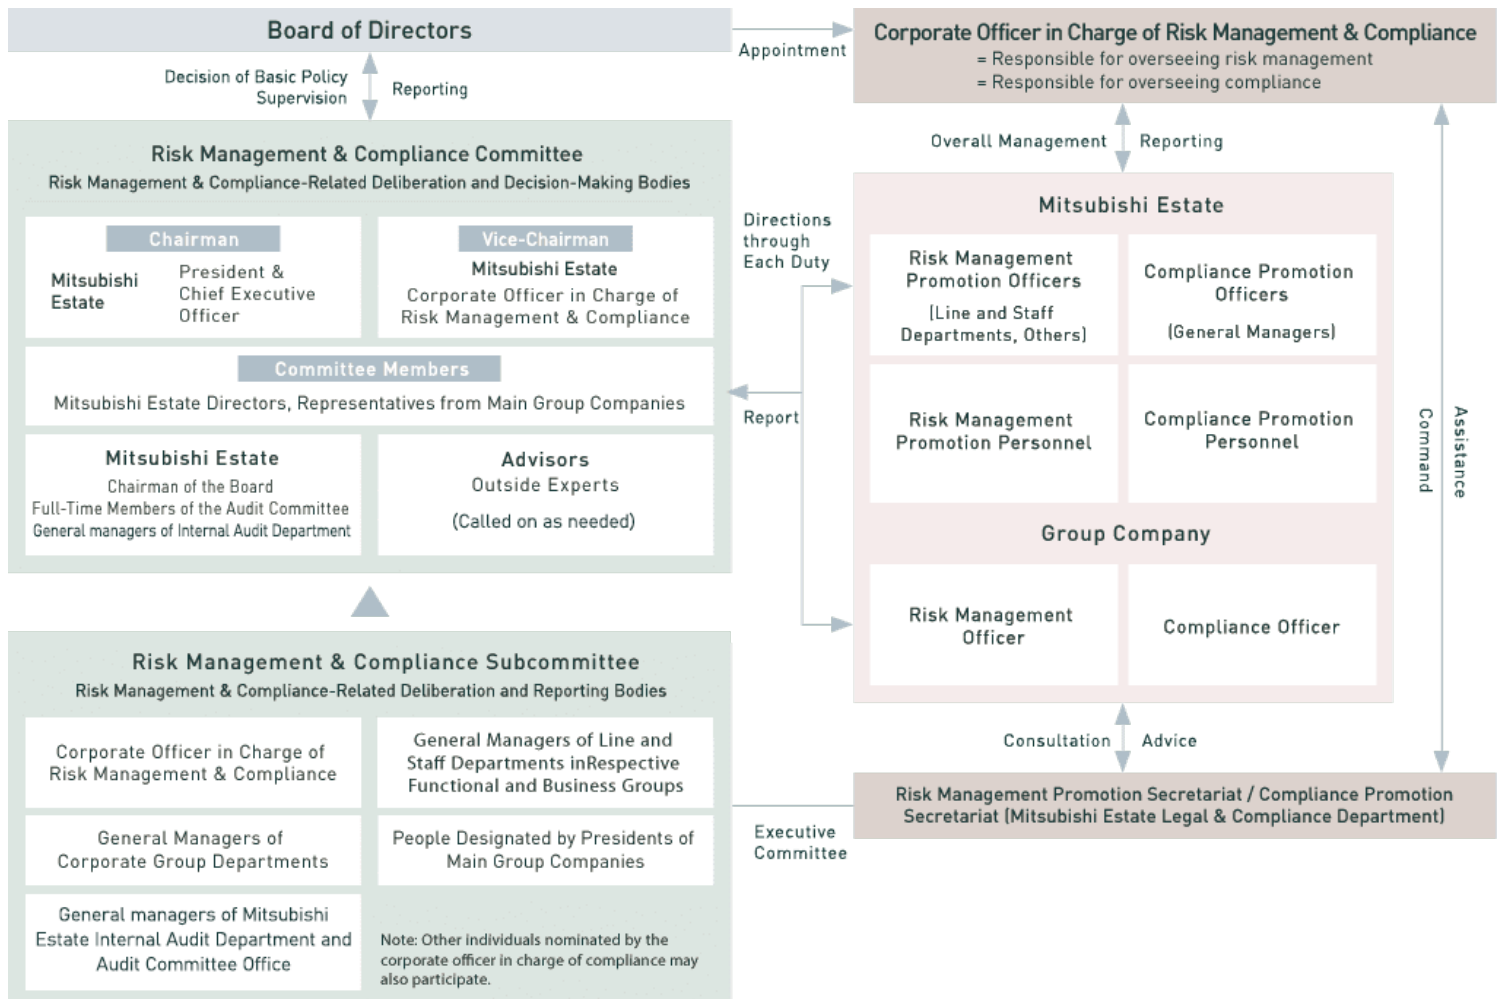 Board of Directors
Appointment
Corporate Officer in Charge of Risk Management & Compliance
= Responsible for overseeing risk management
= Responsible for overseeing compliance
Decision of Basic Policy
Supervision
Reporting
Risk Management & Compliance Committee
Risk Management & Compliance-Related Deliberation and Decision-Making Bodies
Chairman
Mitsubishi
Estate
President &
Chief Executive
Officer
Vice-Chairman
Mitsubishi Estate
Corporate Officer in Charge of
Risk Management & Compliance
Committee Members
Mitsubishi Estate Directors, Representatives from Main Group Companies
Mitsubishi Estate
Chairman of the Board
Full-Time Members of the Audit Committee
General managers of Internal Audit Department
Advisors
Outside Experts
(Called on as needed)
Directions
through
Each Duty
Report
Overall Management
Reporting
Mitsubishi Estate
Risk Management
Promotion Officers
(Line and Staff
Departments, Others)
Compliance Promotion
Officers
(General Managers)
Risk Management
Promotion Personnel
Compliance Promotion
Personnel
Group Company
Risk Management
Officer
Compliance Officer
Command
Assistance
Consultation
Advice
Risk Management Promotion Secretariat / Compliance Promotion
Secretariat (Mitsubishi Estate Legal & Compliance Department)
Executive
Committee
Risk Management & Compliance Subcommittee
Risk Management & Compliance-Related Deliberation and Reporting Bodies
Corporate Officer in Charge of
Risk Management & Compliance
General Managers of Line and
Staff Departments inRespective
Functional and Business Groups
General Managers of
Corporate Group Departments
People Designated by Presidents of
Main Group Companies
General managers of Mitsubishi
Estate Internal Audit Department and
Audit Committee Office
Note: Other individuals nominated by the
corporate officer in charge of compliance may
also participate.